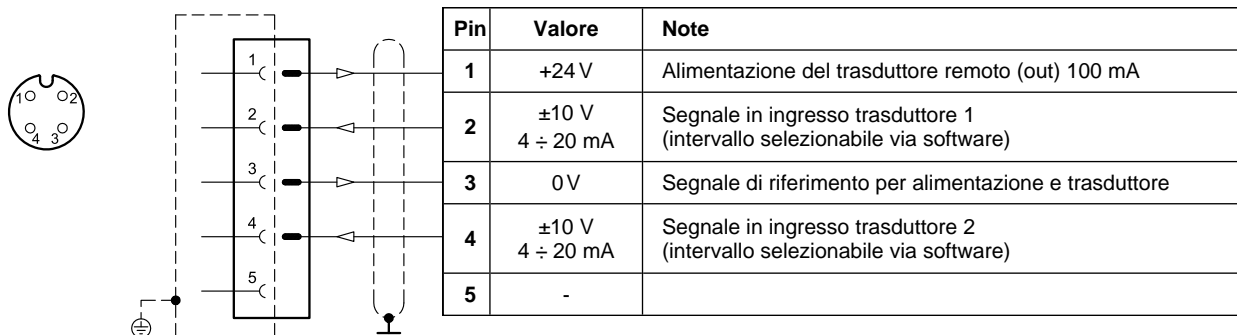 1 2
4 3
1
2
3
4
5
Pin Valore Note
1 +24 V Alimentazione del trasduttore remoto (out) 100 mA
2 ±10 V
4 ÷ 20 mA
Segnale in ingresso trasduttore 1
(intervallo selezionabile via software)
3 0 V Segnale di riferimento per alimentazione e trasduttore
4 ±10 V
4 ÷ 20 mA
Segnale in ingresso trasduttore 2
(intervallo selezionabile via software)
5 -